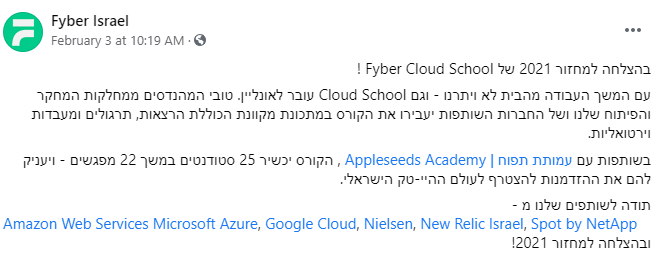 Fyber Israel
February 3 at 10:19 AM ·
בהצלחה למחזור 2021 של Fyber Cloud School !
עם המשך העבודה מהבית לא ויתרנו - וגם Cloud School עובר לאונליין. טובי המהנדסים ממחלקות המחקר
והפיתוח שלנו ושל החברות השותפות יעבירו את הקורס במתכונת מקוונת הכוללת הרצאות, תרגולים ומעבדות
וירטואליות.
בשותפות עם עמותת תפוח | Appleseeds Academy , הקורס יכשיר 25 סטודנטים במשך 22 מפגשים - ויעניק
להם את ההזדמנות להצטרף לעולם ההיי-טק הישראלי.
תודה לשותפים שלנו מ -
Amazon Web Services Microsoft Azure, Google Cloud, Nielsen, New Relic Israel, Spot by NetApp
ובהצלחה למחזור 2021!